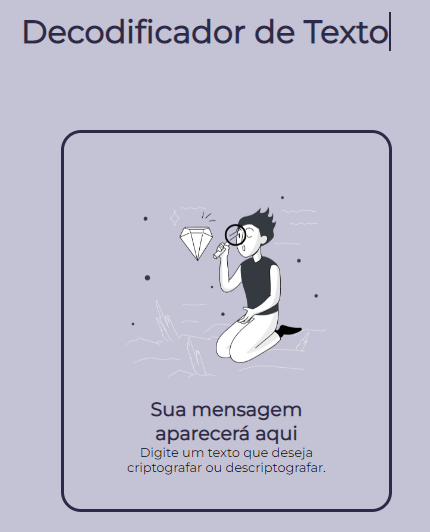 Decodificador de Texto
Sua mensagem
aparecerá aqui
Digite um texto que deseja
criptografar ou descriptografar.